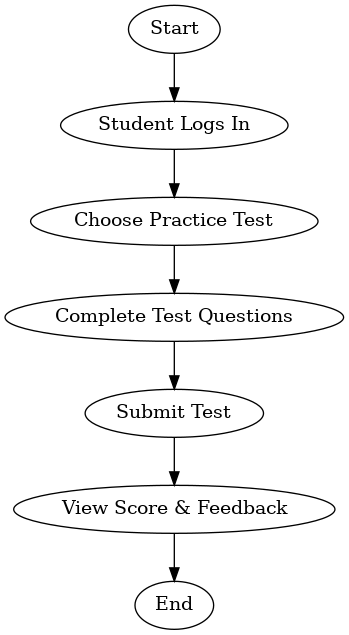 Start
Student Logs In
Choose Practice Test
Complete Test Questions
Submit Test
View Score & Feedback
End